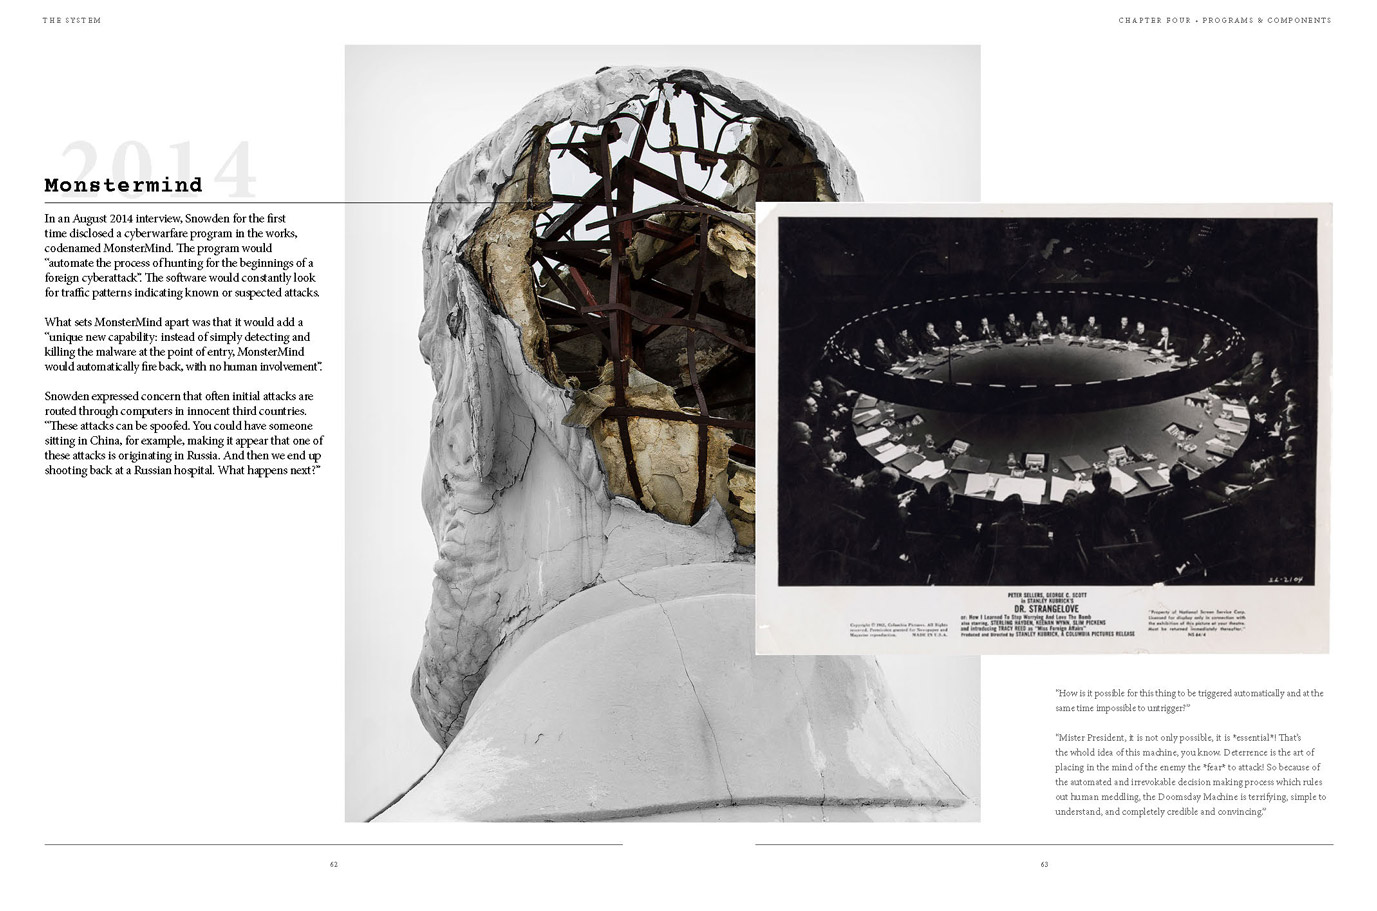 THE SYSTEM
CHAPTER FOUR • PROGRAMS & COMPONENTS
2014
Monstermind
In an August 2014 interview, Snowden for the first
time disclosed a cyberwarfare program in the works,
codenamed MonsterMind. The program would
“automate the process of hunting for the beginnings of a
foreign cyberattack”. The software would constantly look
for traffic patterns indicating known or suspected attacks.
What sets MonsterMind apart was that it would add a
“unique new capability: instead of simply detecting and
killing the malware at the point of entry, MonsterMind
would automatically fire back, with no human involvement”.
Snowden expressed concern that often initial attacks are
routed through computers in innocent third countries.
“These attacks can be spoofed. You could have someone
sitting in China, for example, making it appear that one of
these attacks is originating in Russia. And then we end up
shooting back at a Russian hospital. What happens next?”
PETER SELLERS, GEORGE C. SCOTT
in STANLEY KUBRICK'S
DR. STRANGELOVE
or: How I Learned To Stop Worrying And Love The Bomb
also starring, STERLING HAYDEN, KEENAN WYNN, SLIM PICKENS
and introducing TRACY REED as "Miss Foreign Affairs"
Produced and Directed by STANLEY KUBRICK, A COLUMBIA PICTURES RELEASE
Columbia Pictures. All Rights
reserved. Permission granted for Newspaper and
Magazine reproduction. MADE IN U.S.A.
"Property of National Screen Service Corp.
Licensed for display only in connection with
the exhibition of this picture at your theatre.
Must be returned immediately thereafter."
“How is it possible for this thing to be triggered automatically and at the
same time impossible to untrigger?”
“Mister President, it is not only possible, it is *essential*! That's
the whole idea of this machine, you know. Deterrence is the art of
placing in the mind of the enemy the *fear* to attack! So because of
the automated and irrevokable decision making process which rules
out human meddling, the Doomsday Machine is terrifying, simple to
understand, and completely credible and convincing.”
62
63